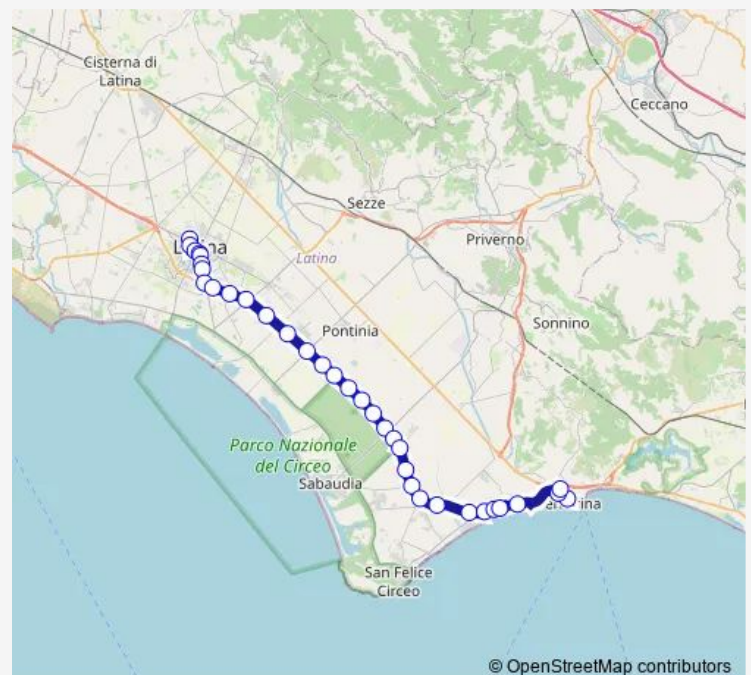 Cisterna di
Latina
Ceccano
Sezze
Priverno
Latina
Sonnino
Pontinia
Parco Nazionale
del Circeo
Sabaudia
San Felice
Circeo
© OpenStreetMap contributors